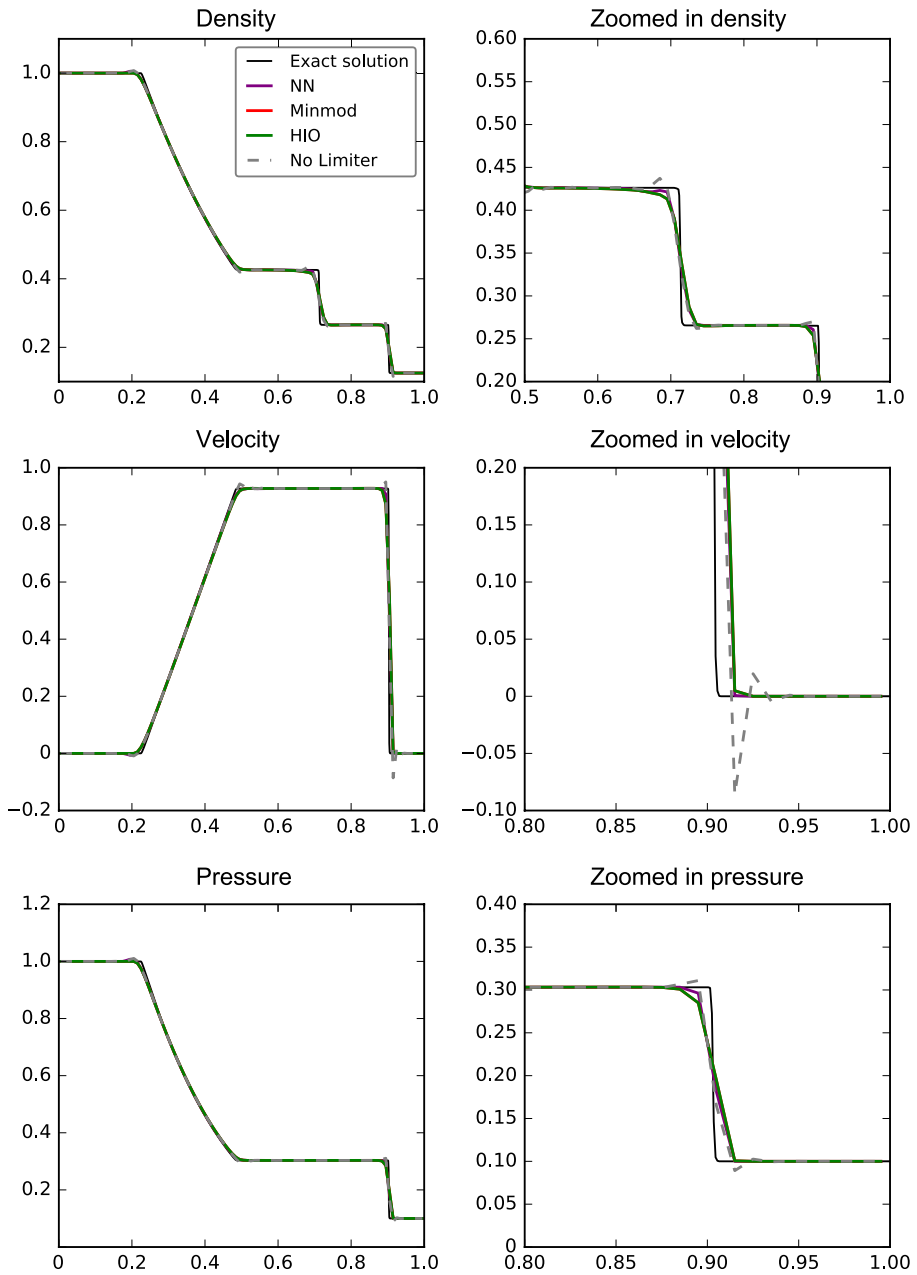 Density
Exact solution
NN
Minmod
HIO
No Limiter
1.0
0.8
0.6
0.4
0.2
0 0.2 0.4 0.6 0.8 1.0
Zoomed in density
0.60
0.55
0.50
0.45
0.40
0.35
0.30
0.25
0.20
0.5 0.6 0.7 0.8 0.9 1.0
Velocity
1.0
0.8
0.6
0.4
0.2
0
−0.2
0 0.2 0.4 0.6 0.8 1.0
Zoomed in velocity
0.20
0.15
0.10
0.05
0
−0.05
−0.10
0.80 0.85 0.90 0.95 1.00
Pressure
1.2
1.0
0.8
0.6
0.4
0.2
0 0.2 0.4 0.6 0.8 1.0
Zoomed in pressure
0.40
0.35
0.30
0.25
0.20
0.15
0.10
0.05
0
0.80 0.85 0.90 0.95 1.00